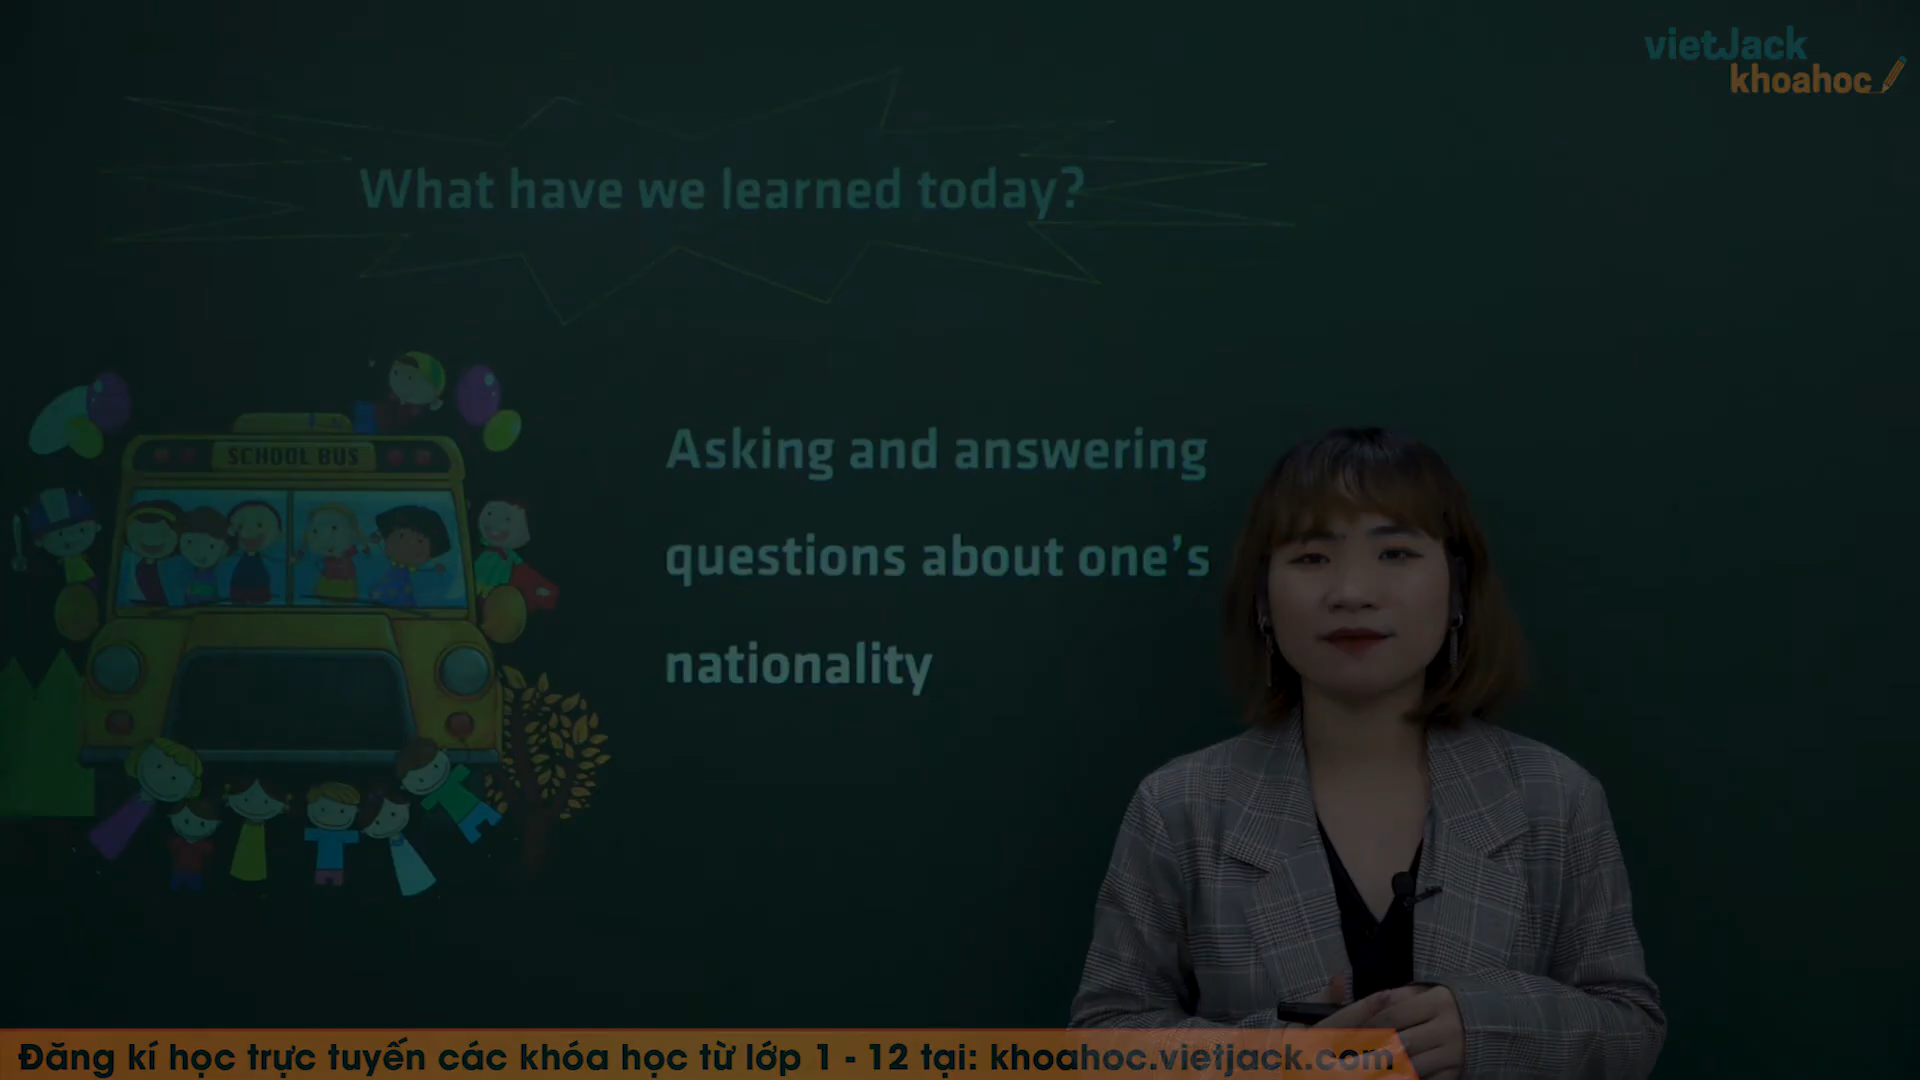 vietJack
khoahoc
What have we learned today?
SCHOOL BUS
Asking and answering
questions about one's
nationality
Đăng kí học trực tuyến các khóa học từ lớp 1 - 12 tại: khoahoc.vietjack.com